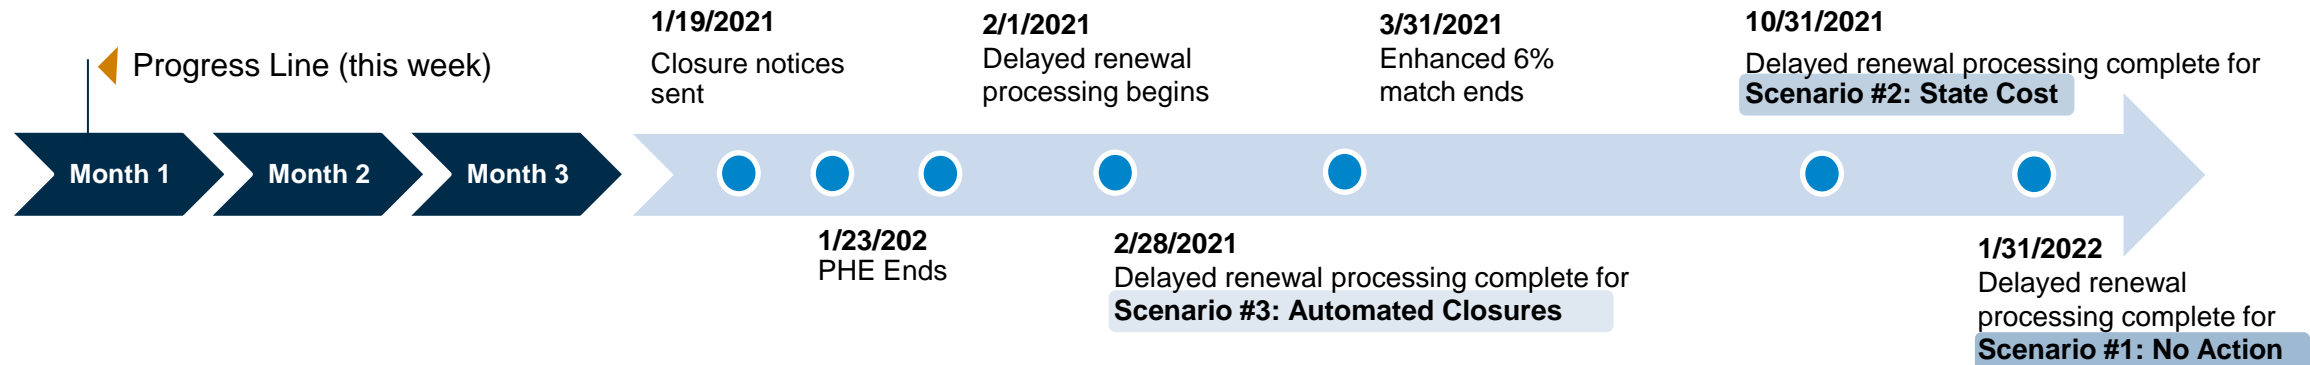 Progress Line (this week)
Month 1
Month 2
Month 3
1/19/2021
Closure notices
sent
1/23/202
PHE Ends
2/1/2021
Delayed renewal
processing begins
2/28/2021
Delayed renewal processing complete for
Scenario #3: Automated Closures
3/31/2021
Enhanced 6%
match ends
10/31/2021
Delayed renewal processing complete for
Scenario #2: State Cost
1/31/2022
Delayed renewal
processing complete for
Scenario #1: No Action